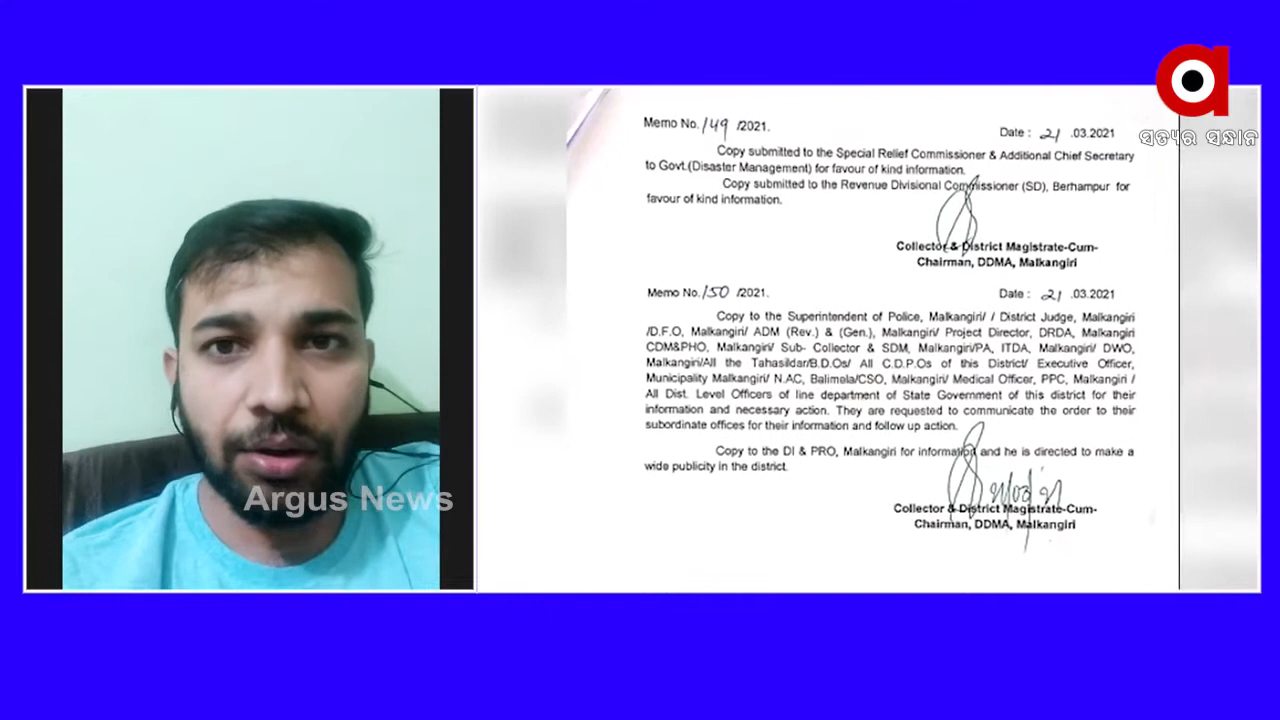 ସତ୍ୟର ସନ୍ଧାନ
Argus News
Memo No. 149 /2021.
Date : 21 .03.2021
Copy submitted to the Special Relief Commissioner & Additional Chief Secretary
to Govt.(Disaster Management) for favour of kind information.
Copy submitted to the Revenue Divisional Commissioner (SD), Berhampur for
favour of kind information.
Collector & District Magistrate-Cum-
Chairman, DDMA, Malkangiri
Memo No. 150 /2021.
Date : 21 .03.2021
Copy to the Superintendent of Police, Malkangiri/ / District Judge, Malkangiri
/D.F.O, Malkangiri/ ADM (Rev.) & (Gen.), Malkangiri/ Project Director, DRDA, Malkangiri
CDM&PHO, Malkangiri/ Sub- Collector & SDM, Malkangiri/PA, ITDA, Malkangiri/ DWO,
Malkangiri/All the Tahasildar/B.D.Os/ All C.D.P.Os of this District/ Executive Officer,
Municipality Malkangiri/ N.AC, Balimela/CSO, Malkangiri/ Medical Officer, PPC, Malkangiri /
All Dist. Level Officers of line department of State Government of this district for their
information and necessary action. They are requested to communicate the order to their
subordinate offices for their information and follow up action.
Copy to the DI & PRO, Malkangiri for information and he is directed to make a
wide publicity in the district.
Collector & District Magistrate-Cum-
Chairman, DDMA, Malkangiri